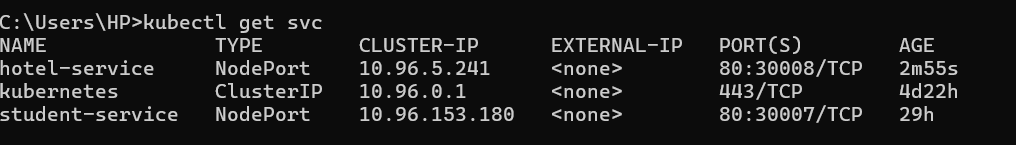 C:\Users\HP>kubectl get svc
NAME TYPE CLUSTER-IP EXTERNAL-IP PORT(S) AGE
hotel-service NodePort 10.96.5.241 <none> 80:30008/TCP 2m55s
kubernetes ClusterIP 10.96.0.1 <none> 443/TCP 4d22h
student-service NodePort 10.96.153.180 <none> 80:30007/TCP 29h